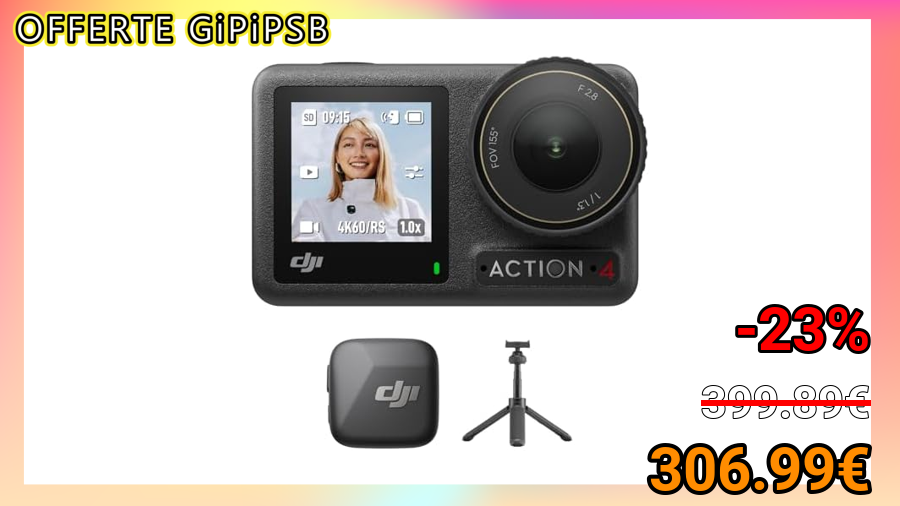 OFFERTE GiPiPSB
SD 09:15
4K60/RS 1.0x
dji
FOV 155° F2.8 1/1.3"
ACTION 4
dji
-23%
399.89€
306.99€